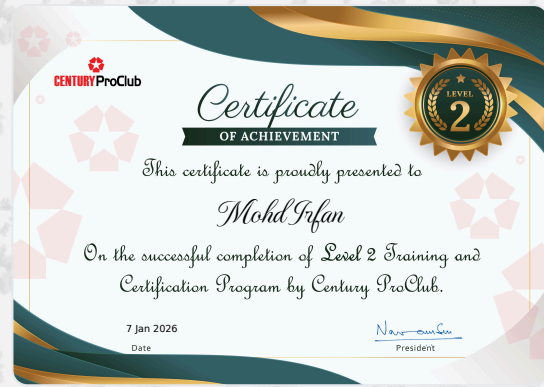 CENTURY ProClub
LEVEL
2
Certificate
OF ACHIEVEMENT
This certificate is proudly presented to
Mohd Irfan
On the successful completion of Level 2 Training and
Certification Program by Century ProClub.
7 Jan 2026
Date
President